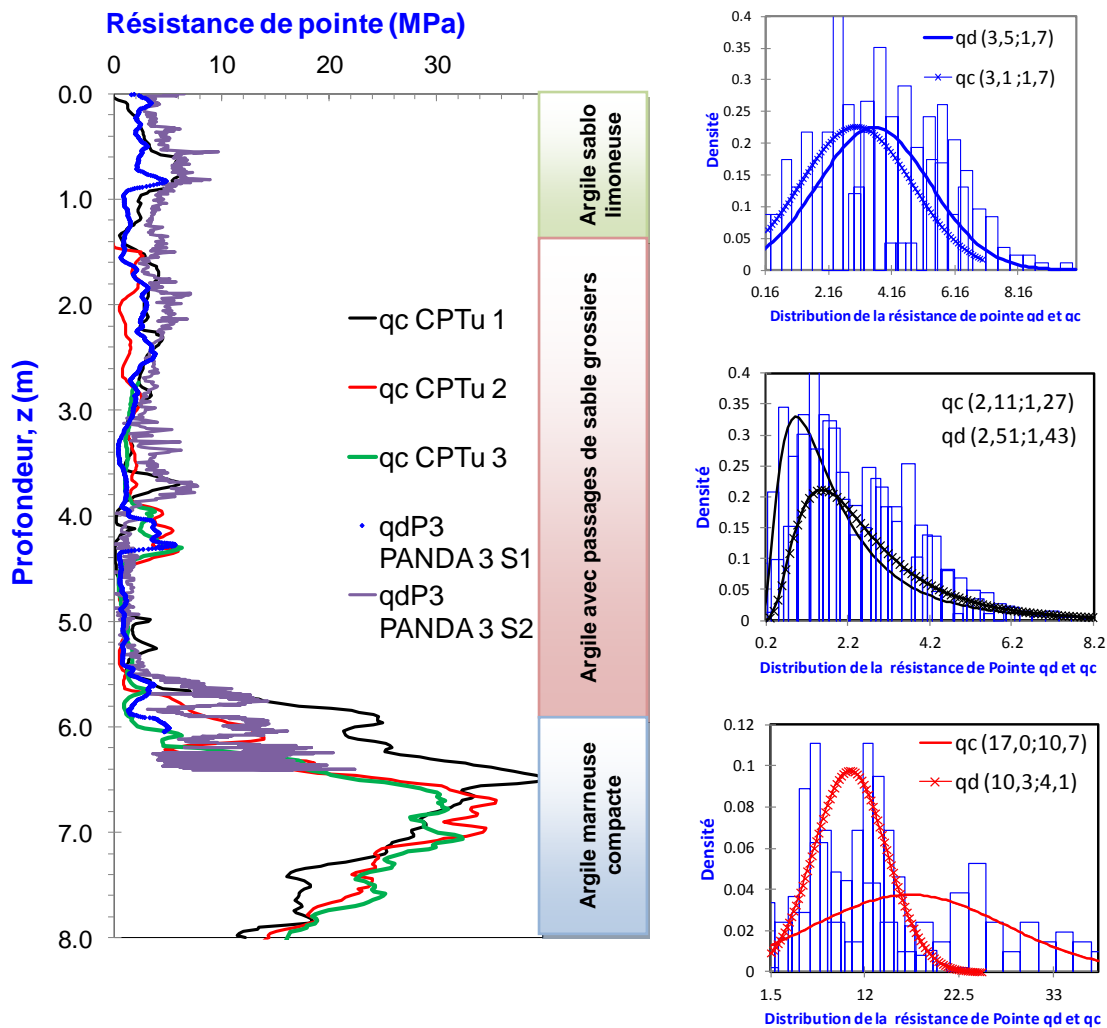 Résistance de pointe (MPa)
0 10 20 30
Profondeur, z (m)
0.0
1.0
2.0
3.0
4.0
5.0
6.0
7.0
8.0
qc CPTu 1
qc CPTu 2
qc CPTu 3
qdP3
PANDA 3 S1
qdP3
PANDA 3 S2
Argile sablo
limoneuse
Argile avec passages de sable grossiers
Argile marneuse
compacte
0.4
0.35
0.3
0.25
0.2
0.15
0.1
0.05
0
Densité
qd (3,5;1,7)
qc (3,1 ;1,7)
0.16 2.16 4.16 6.16 8.16
Distribution de la résistance de pointe qd et qc
0.4
0.35
0.3
0.25
0.2
0.15
0.1
0.05
0
Densité
qc (2,11;1,27)
qd (2,51;1,43)
0.2 2.2 4.2 6.2 8.2
Distribution de la résistance de Pointe qd et qc
0.12
0.1
0.08
0.06
0.04
0.02
0
Densité
qc (17,0;10,7)
qd (10,3;4,1)
1.5 12 22.5 33
Distribution de la résistance de Pointe qd et qc